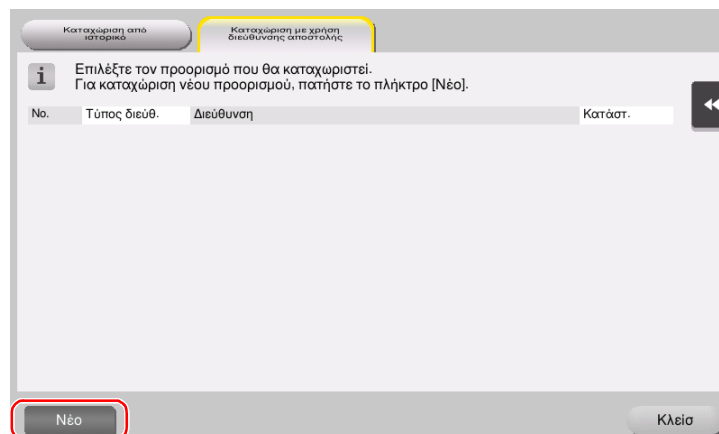 Καταχώριση από
ιστορικό
Καταχώριση με χρήση
διεύθυνσης αποστολής
i
Επιλέξτε τον προορισμό που θα καταχωριστεί.
Για καταχώριση νέου προορισμού, πατήστε το πλήκτρο [Νέο].
No. Τύπος διεύθ. Διεύθυνση Κατάστ.
Νέο Κλείσ